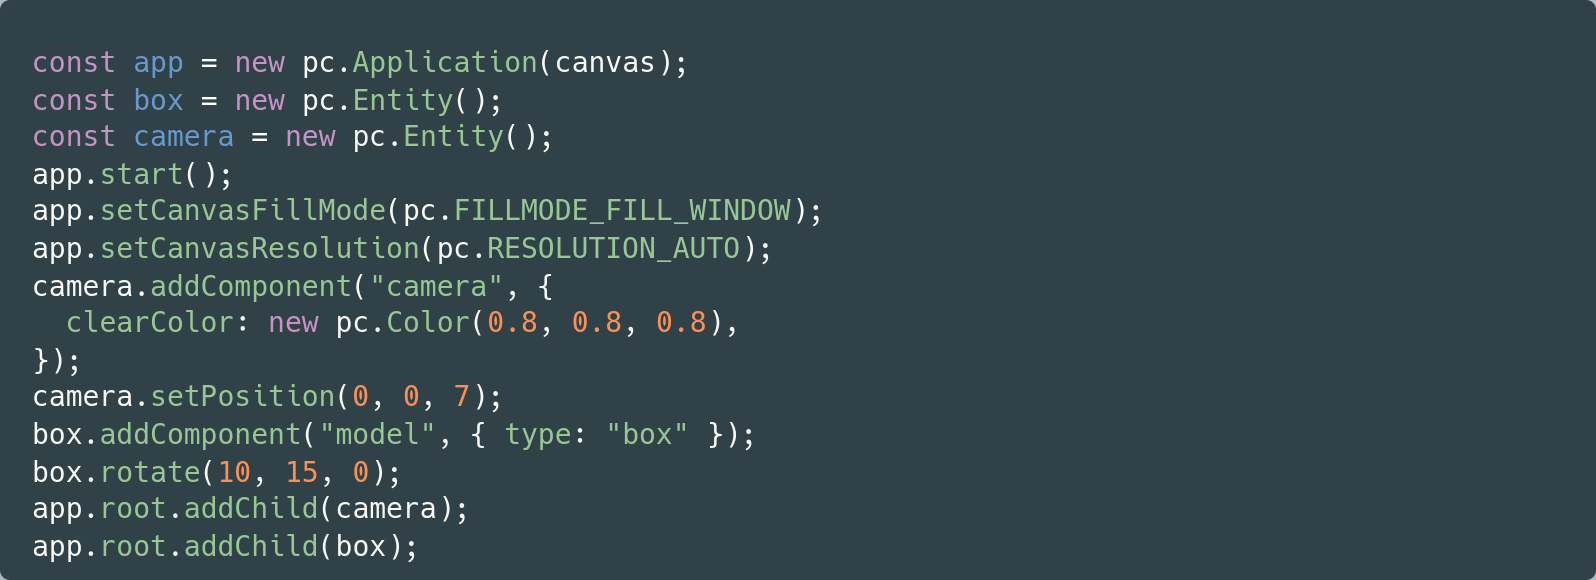 const app = new pc.Application(canvas);
const box = new pc.Entity();
const camera = new pc.Entity();
app.start();
app.setCanvasFillMode(pc.FILLMODE_FILL_WINDOW);
app.setCanvasResolution(pc.RESOLUTION_AUTO);
camera.addComponent("camera", {
  clearColor: new pc.Color(0.8, 0.8, 0.8),
});
camera.setPosition(0, 0, 7);
box.addComponent("model", { type: "box" });
box.rotate(10, 15, 0);
app.root.addChild(camera);
app.root.addChild(box);